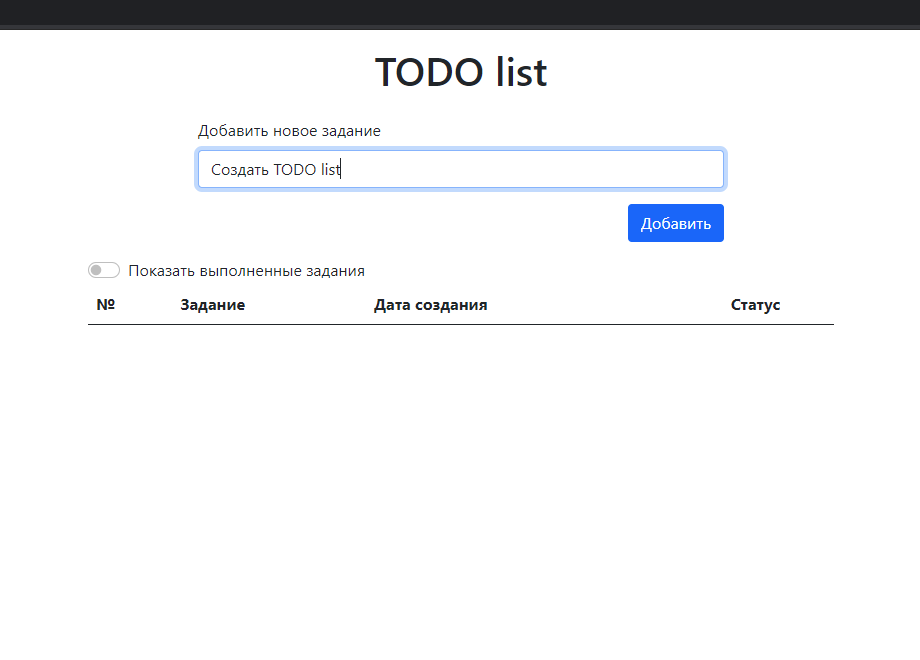 TODO list
Добавить новое задание
Создать TODO list
Добавить
Показать выполненные задания
№ Задание Дата создания Статус